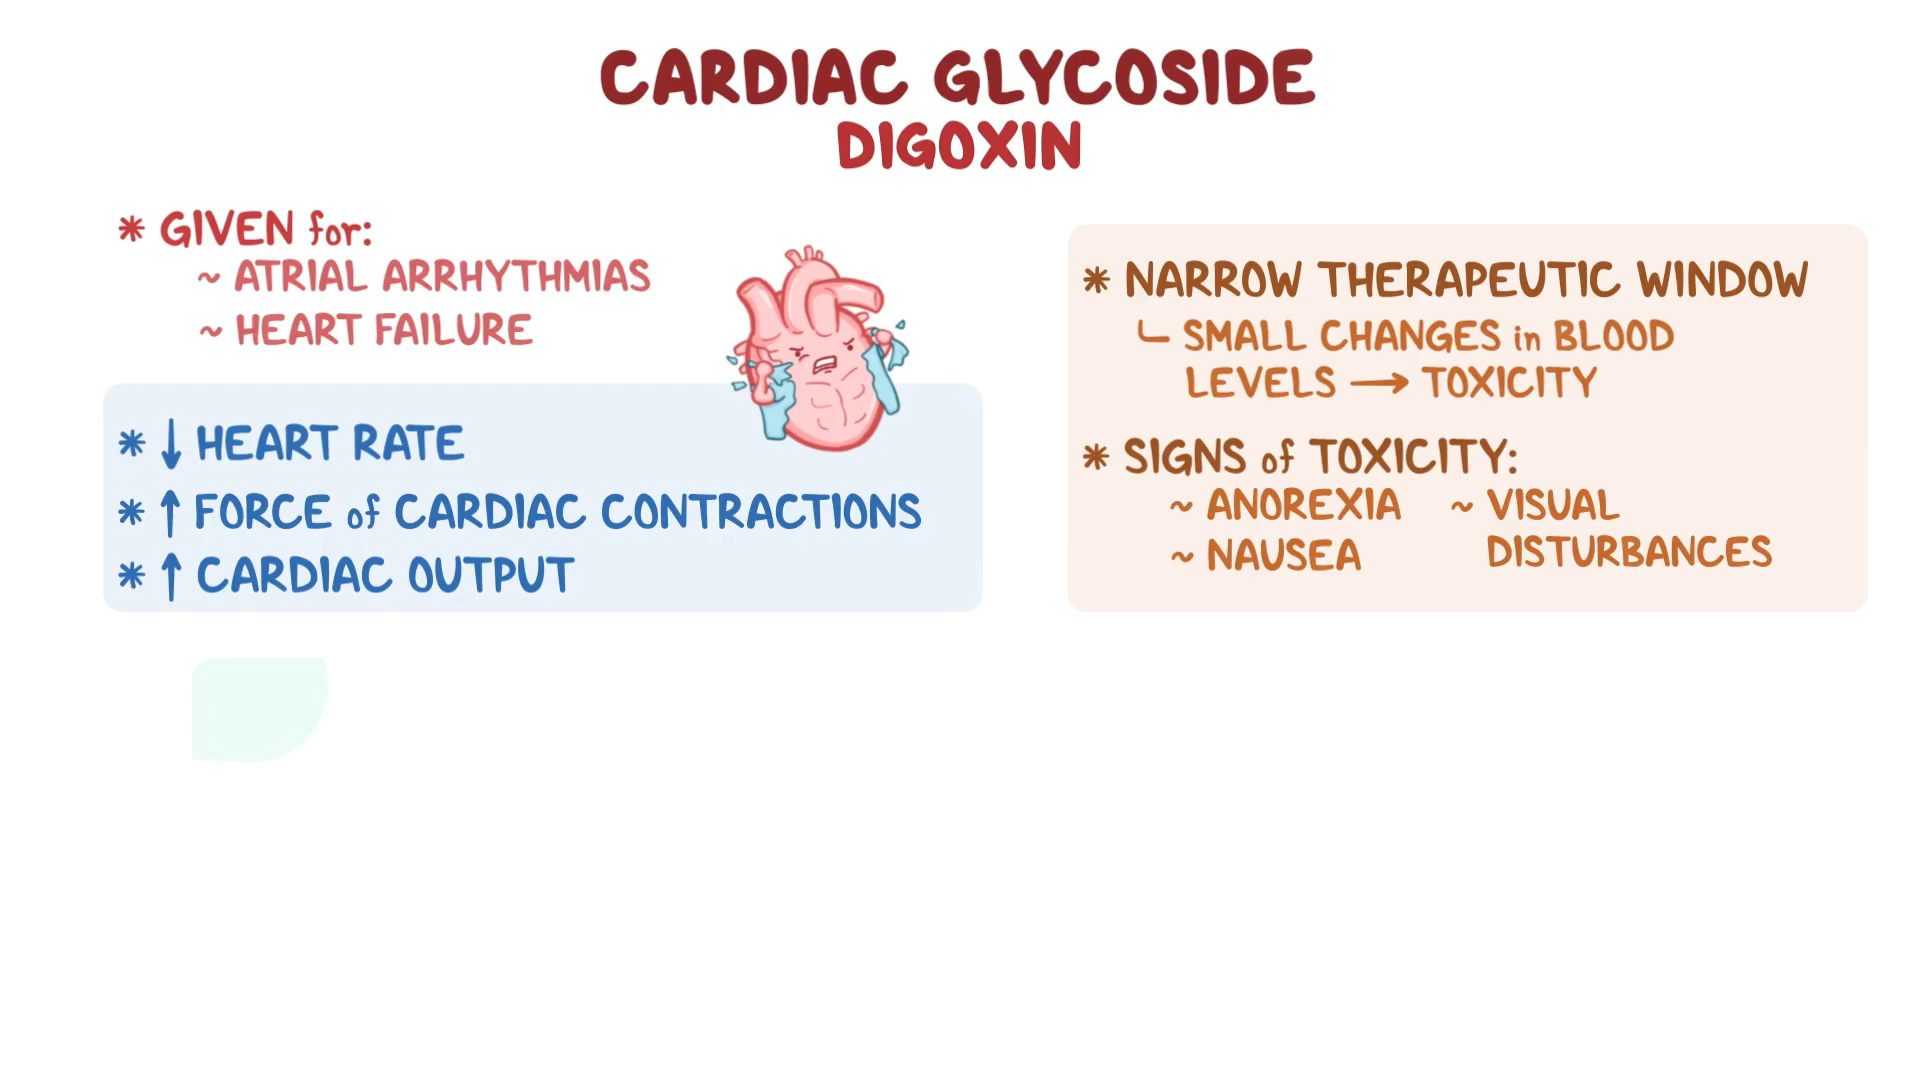 CARDIAC GLYCOSIDE
DIGOXIN
* GIVEN for:
~ ATRIAL ARRHYTHMIAS
~ HEART FAILURE
* ↓ HEART RATE
* ↑ FORCE of CARDIAC CONTRACTIONS
* ↑ CARDIAC OUTPUT
* NARROW THERAPEUTIC WINDOW
↳ SMALL CHANGES in BLOOD
LEVELS → TOXICITY
* SIGNS of TOXICITY:
~ ANOREXIA ~ VISUAL
~ NAUSEA DISTURBANCES